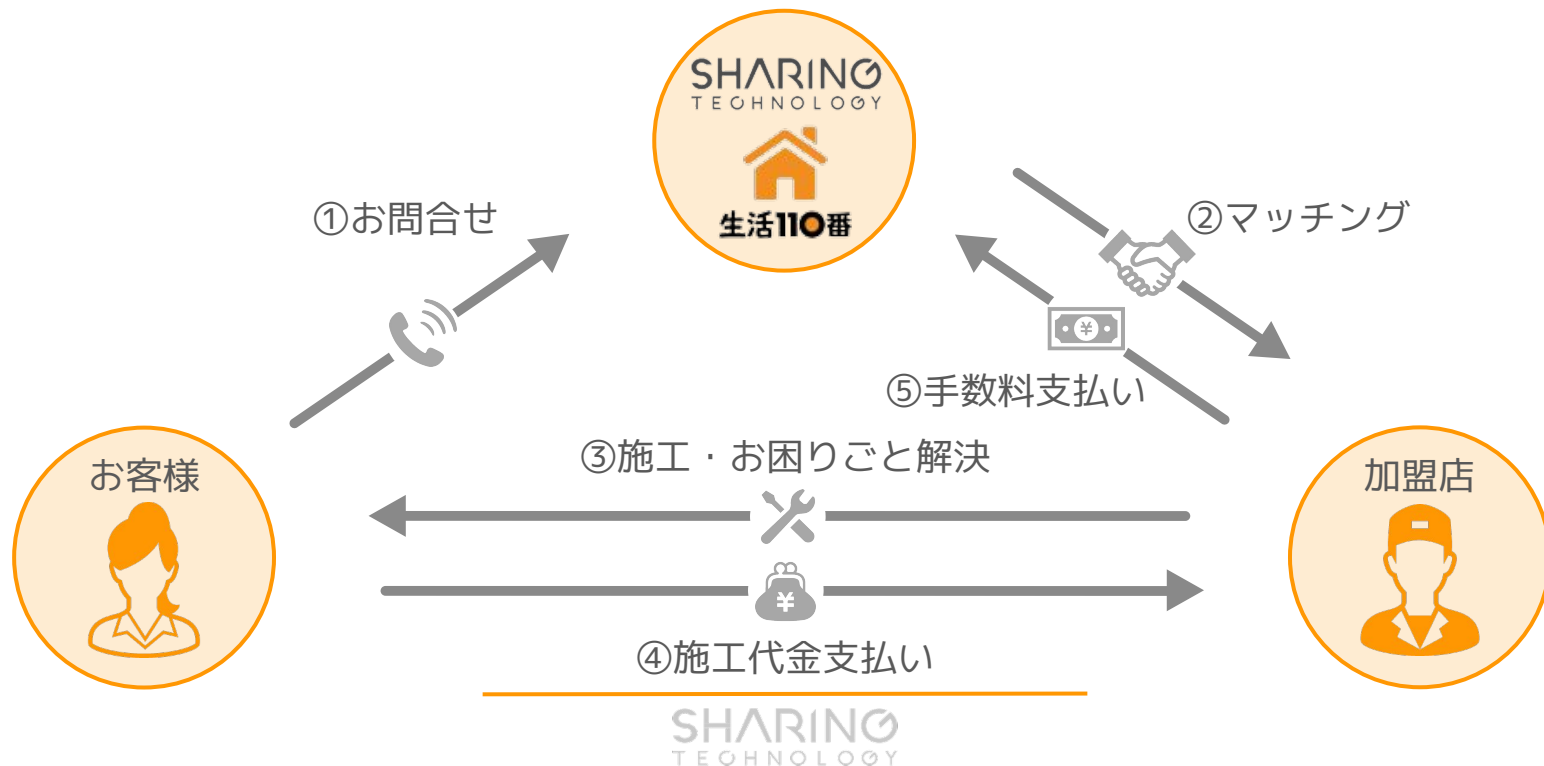 SHARING
TECHNOLOGY
生活110番
①お問合せ
②マッチング
¥
⑤手数料支払い
③施工・お困りごと解決
お客様
加盟店
¥
④施工代金支払い
SHARING
TECHNOLOGY